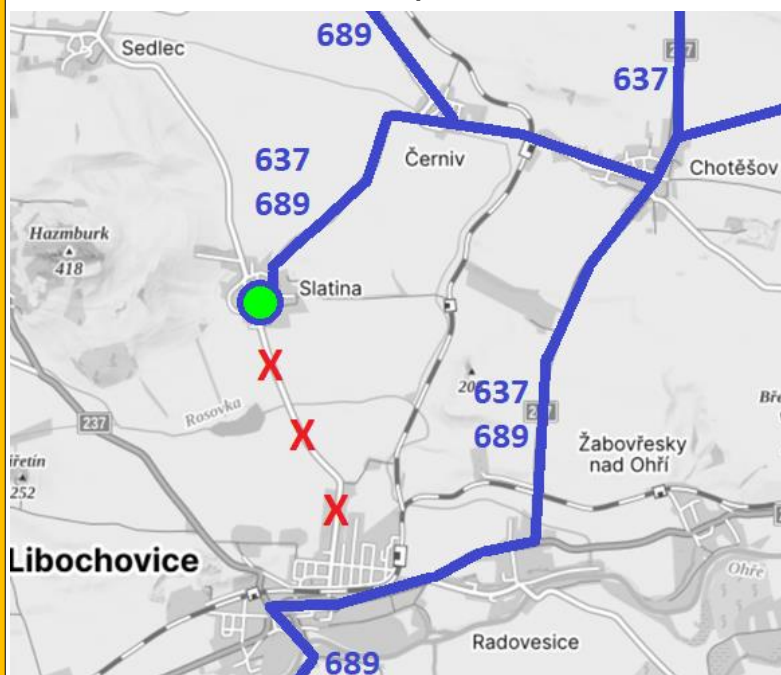 689
Sedlec
637
Černiv
Chotěšov
637
689
Hazmburk
418
Slatina
X
637
689
Rosovka
237
X
Žabovřesky
nad Ohří
252
X
Libochovice
Ohře
Radovesice
689